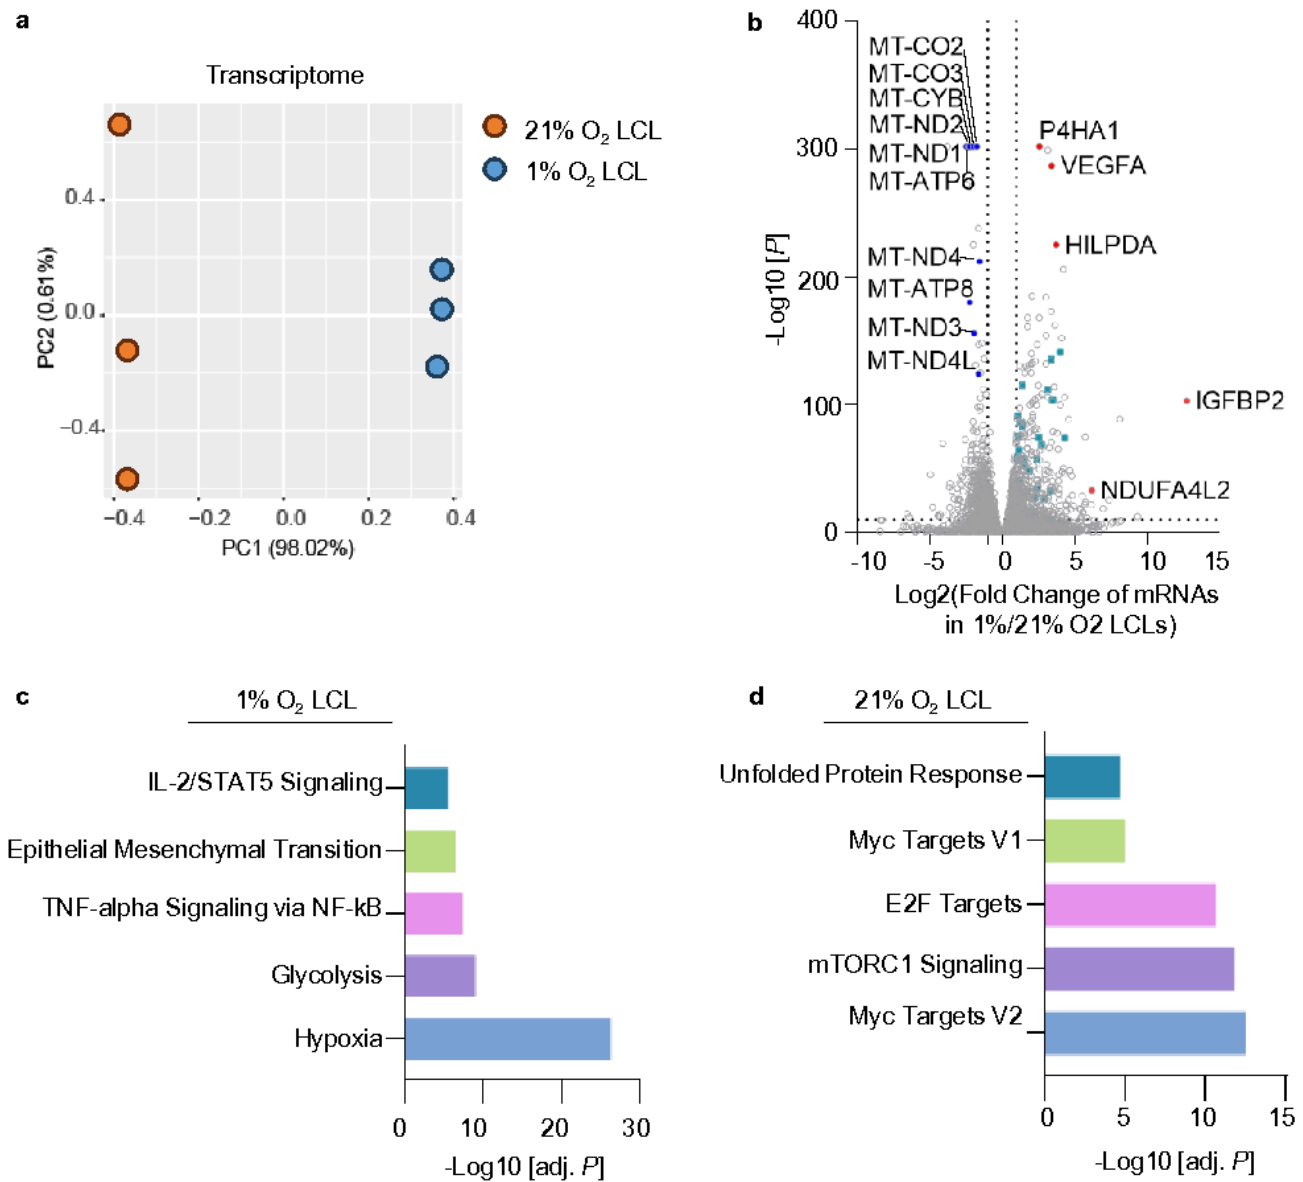 a
Transcriptome
21% O2 LCL
1% O2 LCL
0.4
0.0
−0.4
PC2 (0.61%)
−0.4
−0.2
0.0
0.2
0.4
PC1 (98.02%)
b
400
300
200
100
0
-Log10 [P]
MT-CO2
MT-CO3
MT-CYB
MT-ND2
MT-ND1
MT-ATP6
MT-ND4
MT-ATP8
MT-ND3
MT-ND4L
P4HA1
VEGFA
HILPDA
IGFBP2
NDUFA4L2
-10
-5
0
5
10
15
Log2(Fold Change of mRNAs
in 1%/21% O2 LCLs)
c
1% O2 LCL
IL-2/STAT5 Signaling
Epithelial Mesenchymal Transition
TNF-alpha Signaling via NF-kB
Glycolysis
Hypoxia
0
10
20
30
-Log10 [adj. P]
d
21% O2 LCL
Unfolded Protein Response
Myc Targets V1
E2F Targets
mTORC1 Signaling
Myc Targets V2
0
5
10
15
-Log10 [adj. P]